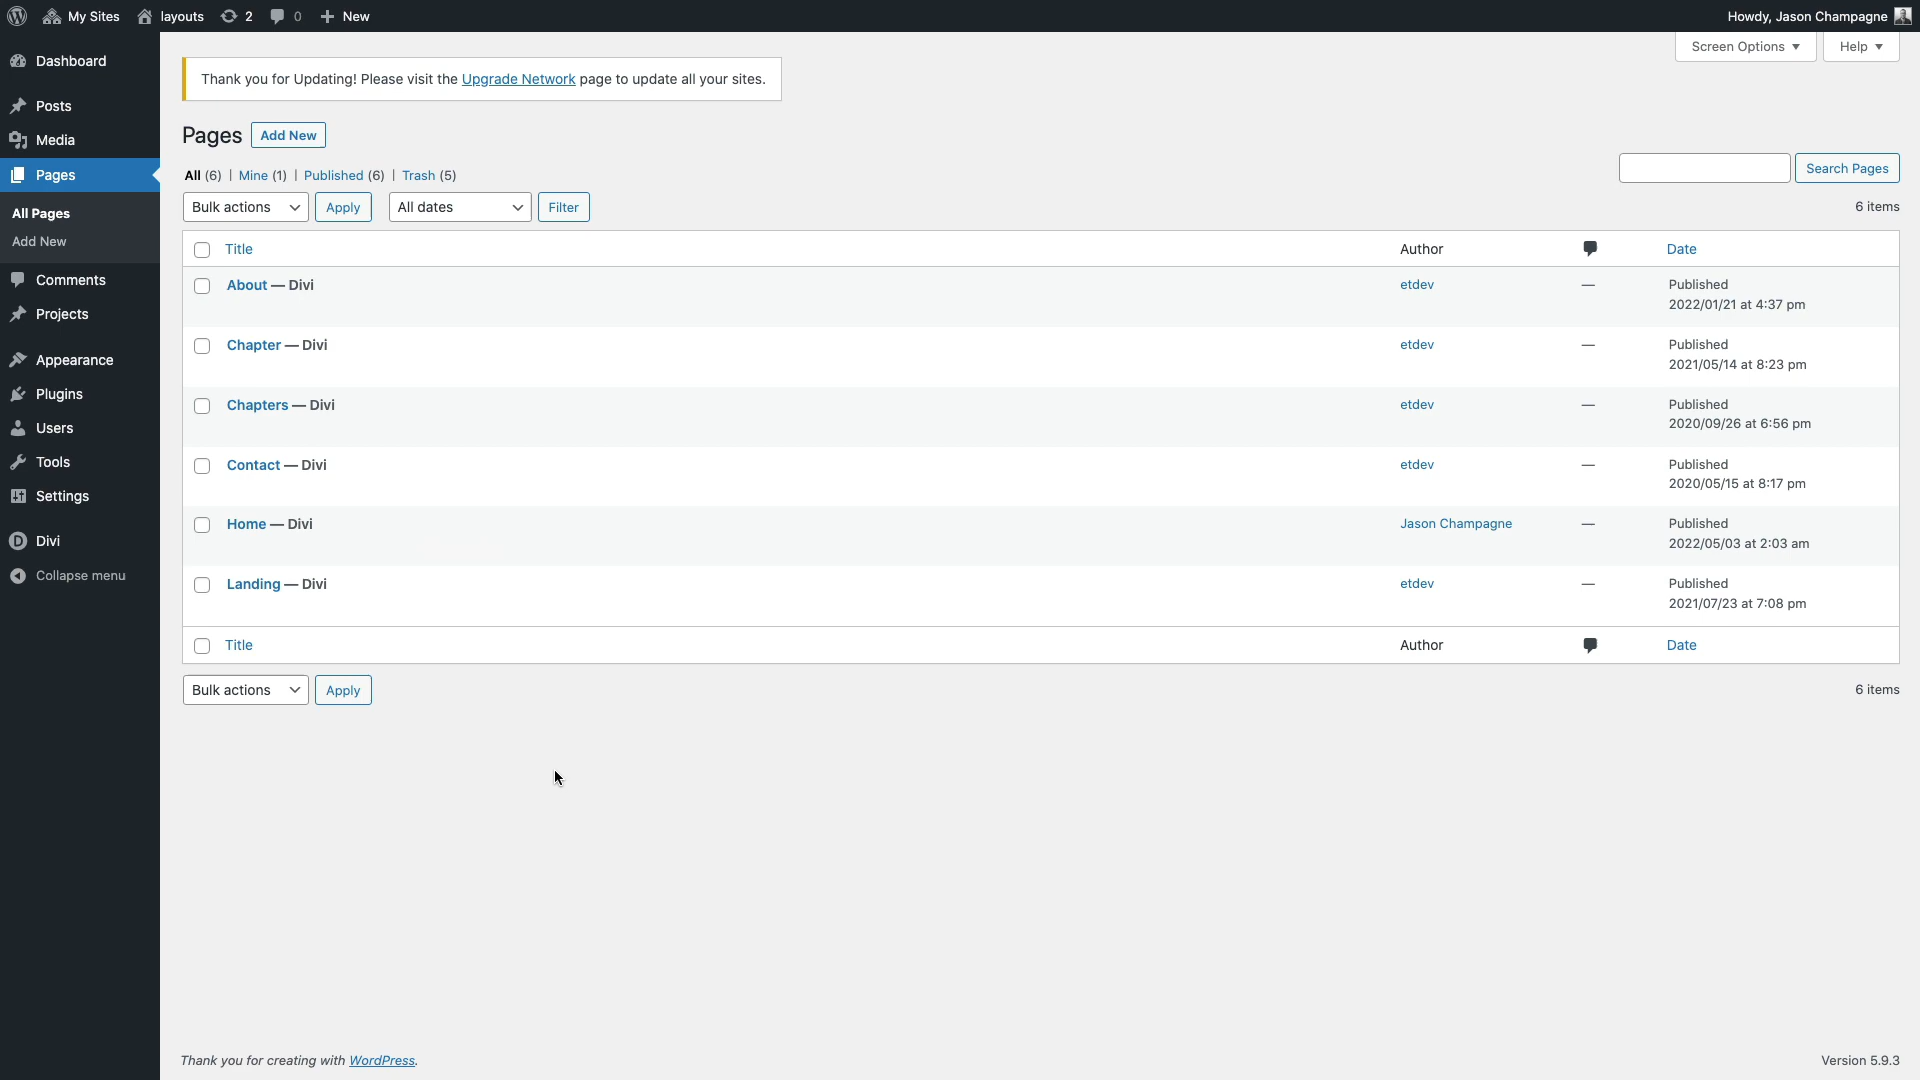 My Sites layouts 2 0 New Howdy, Jason Champagne
Screen Options Help
Dashboard
Posts
Media
Pages
All Pages
Add New
Comments
Projects
Appearance
Plugins
Users
Tools
Settings
Divi
Collapse menu
Thank you for Updating! Please visit the Upgrade Network page to update all your sites.
Pages Add New
All (6) | Mine (1) | Published (6) | Trash (5)
Search Pages
Bulk actions Apply All dates Filter 6 items
Title Author Date
About — Divi etdev — Published
2022/01/21 at 4:37 pm
Chapter — Divi etdev — Published
2021/05/14 at 8:23 pm
Chapters — Divi etdev — Published
2020/09/26 at 6:56 pm
Contact — Divi etdev — Published
2020/05/15 at 8:17 pm
Home — Divi Jason Champagne — Published
2022/05/03 at 2:03 am
Landing — Divi etdev — Published
2021/07/23 at 7:08 pm
Title Author Date
Bulk actions Apply 6 items
Thank you for creating with WordPress. Version 5.9.3